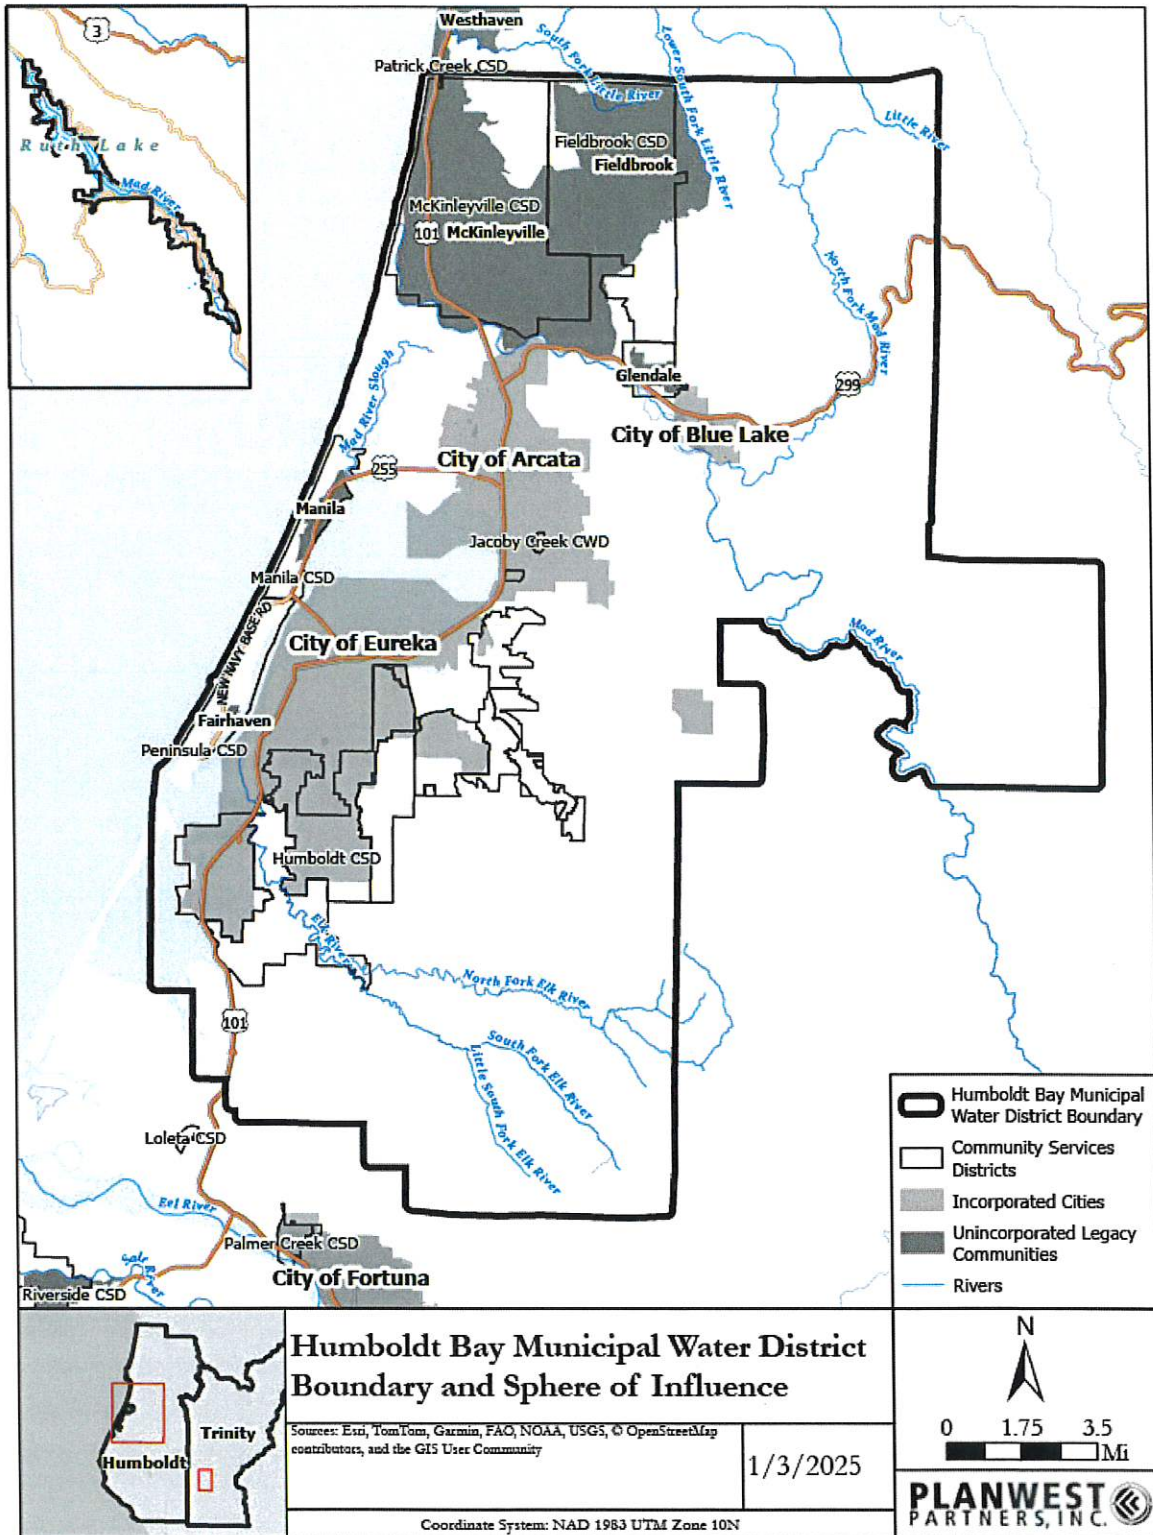 3
Ruth Lake
Mad River
Westhaven
South Fork Little River
Lower South Fork Little River
Patrick Creek CSD
Little River
Fieldbrook CSD
Fieldbrook
McKinleyville CSD
101
McKinleyville
North Fork Mad River
Mad River Slough
Glendale
299
City of Blue Lake
City of Arcata
255
Manila
Jacoby Creek CWD
Manila CSD
NEW NAVY BASE RD
City of Eureka
Mad River
Fairhaven
Peninsula CSD
Humboldt CSD
Elk River
North Fork Elk River
101
South Fork Elk River
Little South Fork Elk River
Loleta CSD
Eel River
Palmer Creek CSD
City of Fortuna
Riverside CSD
Humboldt Bay Municipal
Water District Boundary
Community Services
Districts
Incorporated Cities
Unincorporated Legacy
Communities
Rivers
Trinity
Humboldt
Humboldt Bay Municipal Water District
Boundary and Sphere of Influence
Sources: Esri, TomTom, Garmin, FAO, NOAA, USGS, © OpenStreetMap
contributors, and the GIS User Community
1/3/2025
Coordinate System: NAD 1983 UTM Zone 10N
N
0 1.75 3.5
Mi
PLANWEST
PARTNERS, INC.